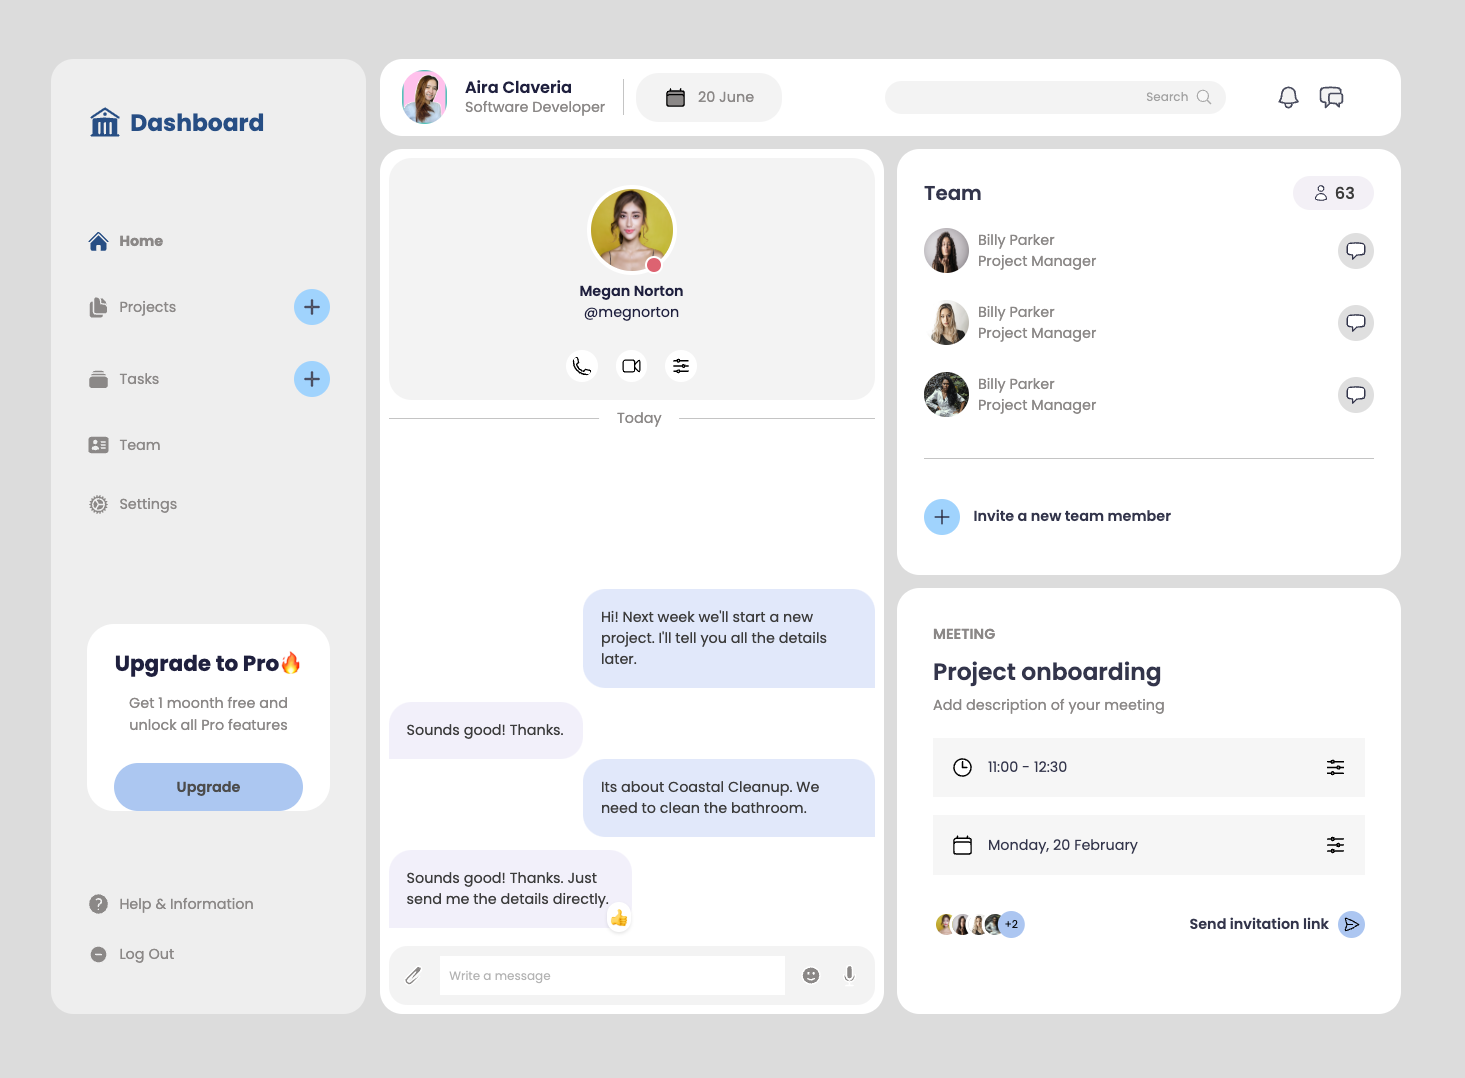 Dashboard
Home
Projects
Tasks
Team
Settings
Upgrade to Pro🔥
Get 1 moonth free and
unlock all Pro features
Upgrade
Help & Information
Log Out
Aira Claveria
Software Developer
20 June
Search
Megan Norton
@megnorton
Today
Hi! Next week we'll start a new
project. I'll tell you all the details
later.
Sounds good! Thanks.
Its about Coastal Cleanup. We
need to clean the bathroom.
Sounds good! Thanks. Just
send me the details directly.
👍
Write a message
Team
63
Billy Parker
Project Manager
Billy Parker
Project Manager
Billy Parker
Project Manager
Invite a new team member
MEETING
Project onboarding
Add description of your meeting
11:00 - 12:30
Monday, 20 February
+2
Send invitation link